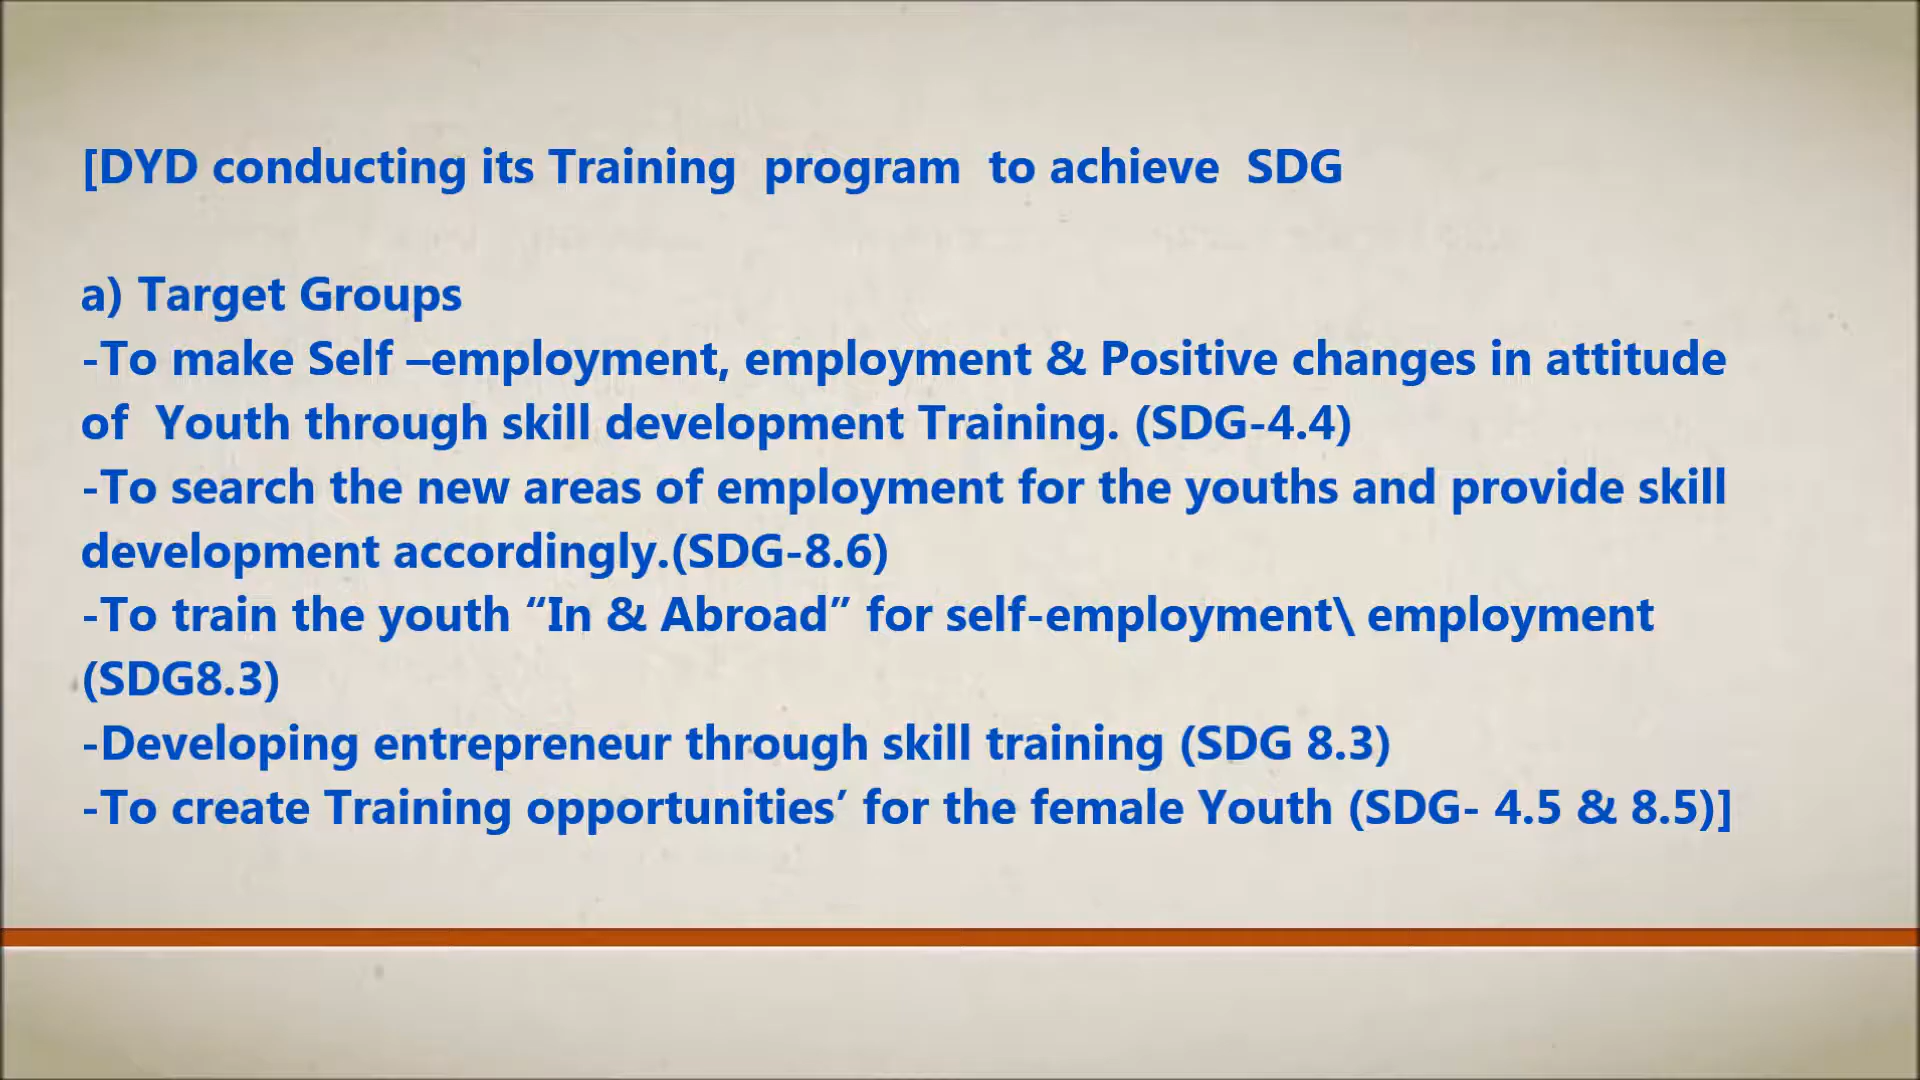 [DYD conducting its Training  program  to achieve  SDG
a) Target Groups
-To make Self –employment, employment & Positive changes in attitude
of  Youth through skill development Training. (SDG-4.4)
-To search the new areas of employment for the youths and provide skill
development accordingly.(SDG-8.6)
-To train the youth “In & Abroad” for self-employment\ employment
(SDG8.3)
-Developing entrepreneur through skill training (SDG 8.3)
-To create Training opportunities’ for the female Youth (SDG- 4.5 & 8.5)]